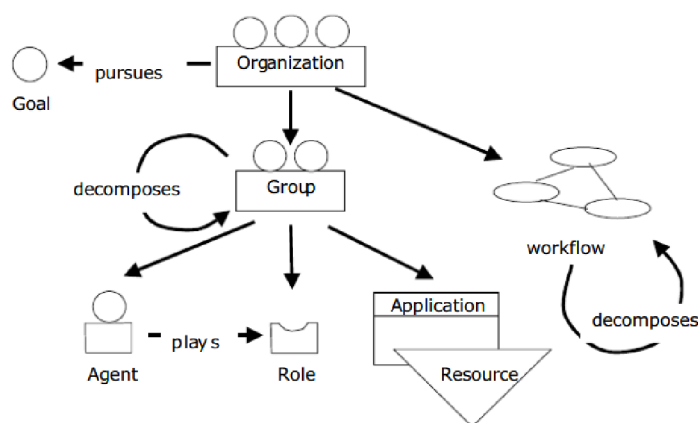 Organization
pursues
Goal
decomposes
Group
workflow
Application
decomposes
plays
Agent
Role
Resource